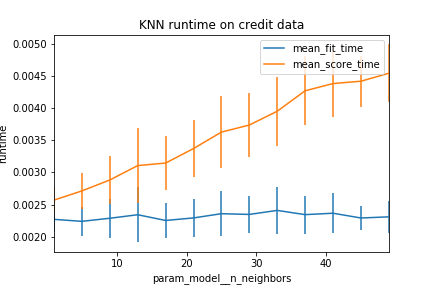 KNN runtime on credit data
mean_fit_time
mean_score_time
0.0050
0.0045
0.0040
0.0035
0.0030
0.0025
0.0020
runtime
10
20
30
40
param_model__n_neighbors